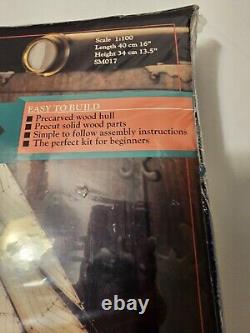 Scale 1:100
Length 40 cm 16"
Height 34 cm 13.5"
SM017
EASY TO BUILD
Precarved wood hull
Precut solid wood parts
Simple to follow assembly instructions
The perfect kit for beginners